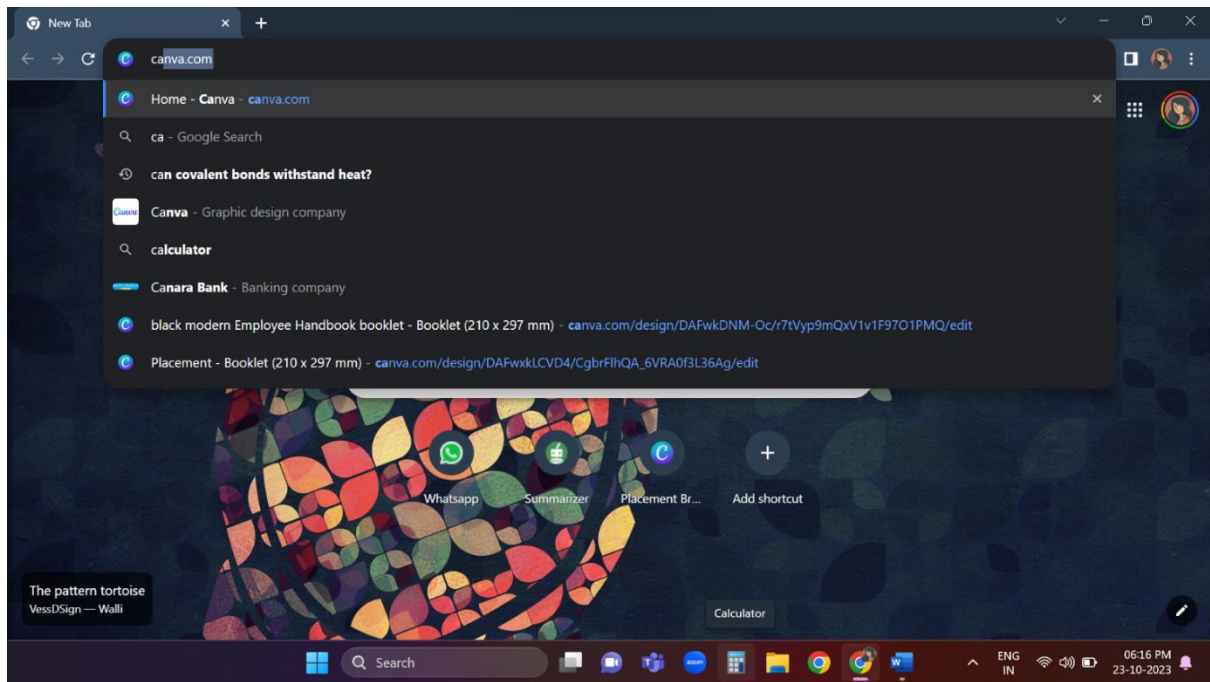 New Tab
canva.com
Home - Canva - canva.com
ca - Google Search
can covalent bonds withstand heat?
Canva
Canva - Graphic design company
calculator
Canara Bank - Banking company
black modern Employee Handbook booklet - Booklet (210 x 297 mm) - canva.com/design/DAFwkDNM-Oc/r7tVyp9mQxV1v1F97O1PMQ/edit
Placement - Booklet (210 x 297 mm) - canva.com/design/DAFwxkLCVD4/CgbrFlhQA_6VRA0f3L36Ag/edit
Whatsapp
Summarizer
Placement Br...
Add shortcut
The pattern tortoise
VessDSign — Walli
Calculator
Search
zoom
ENG
IN
06:16 PM
23-10-2023